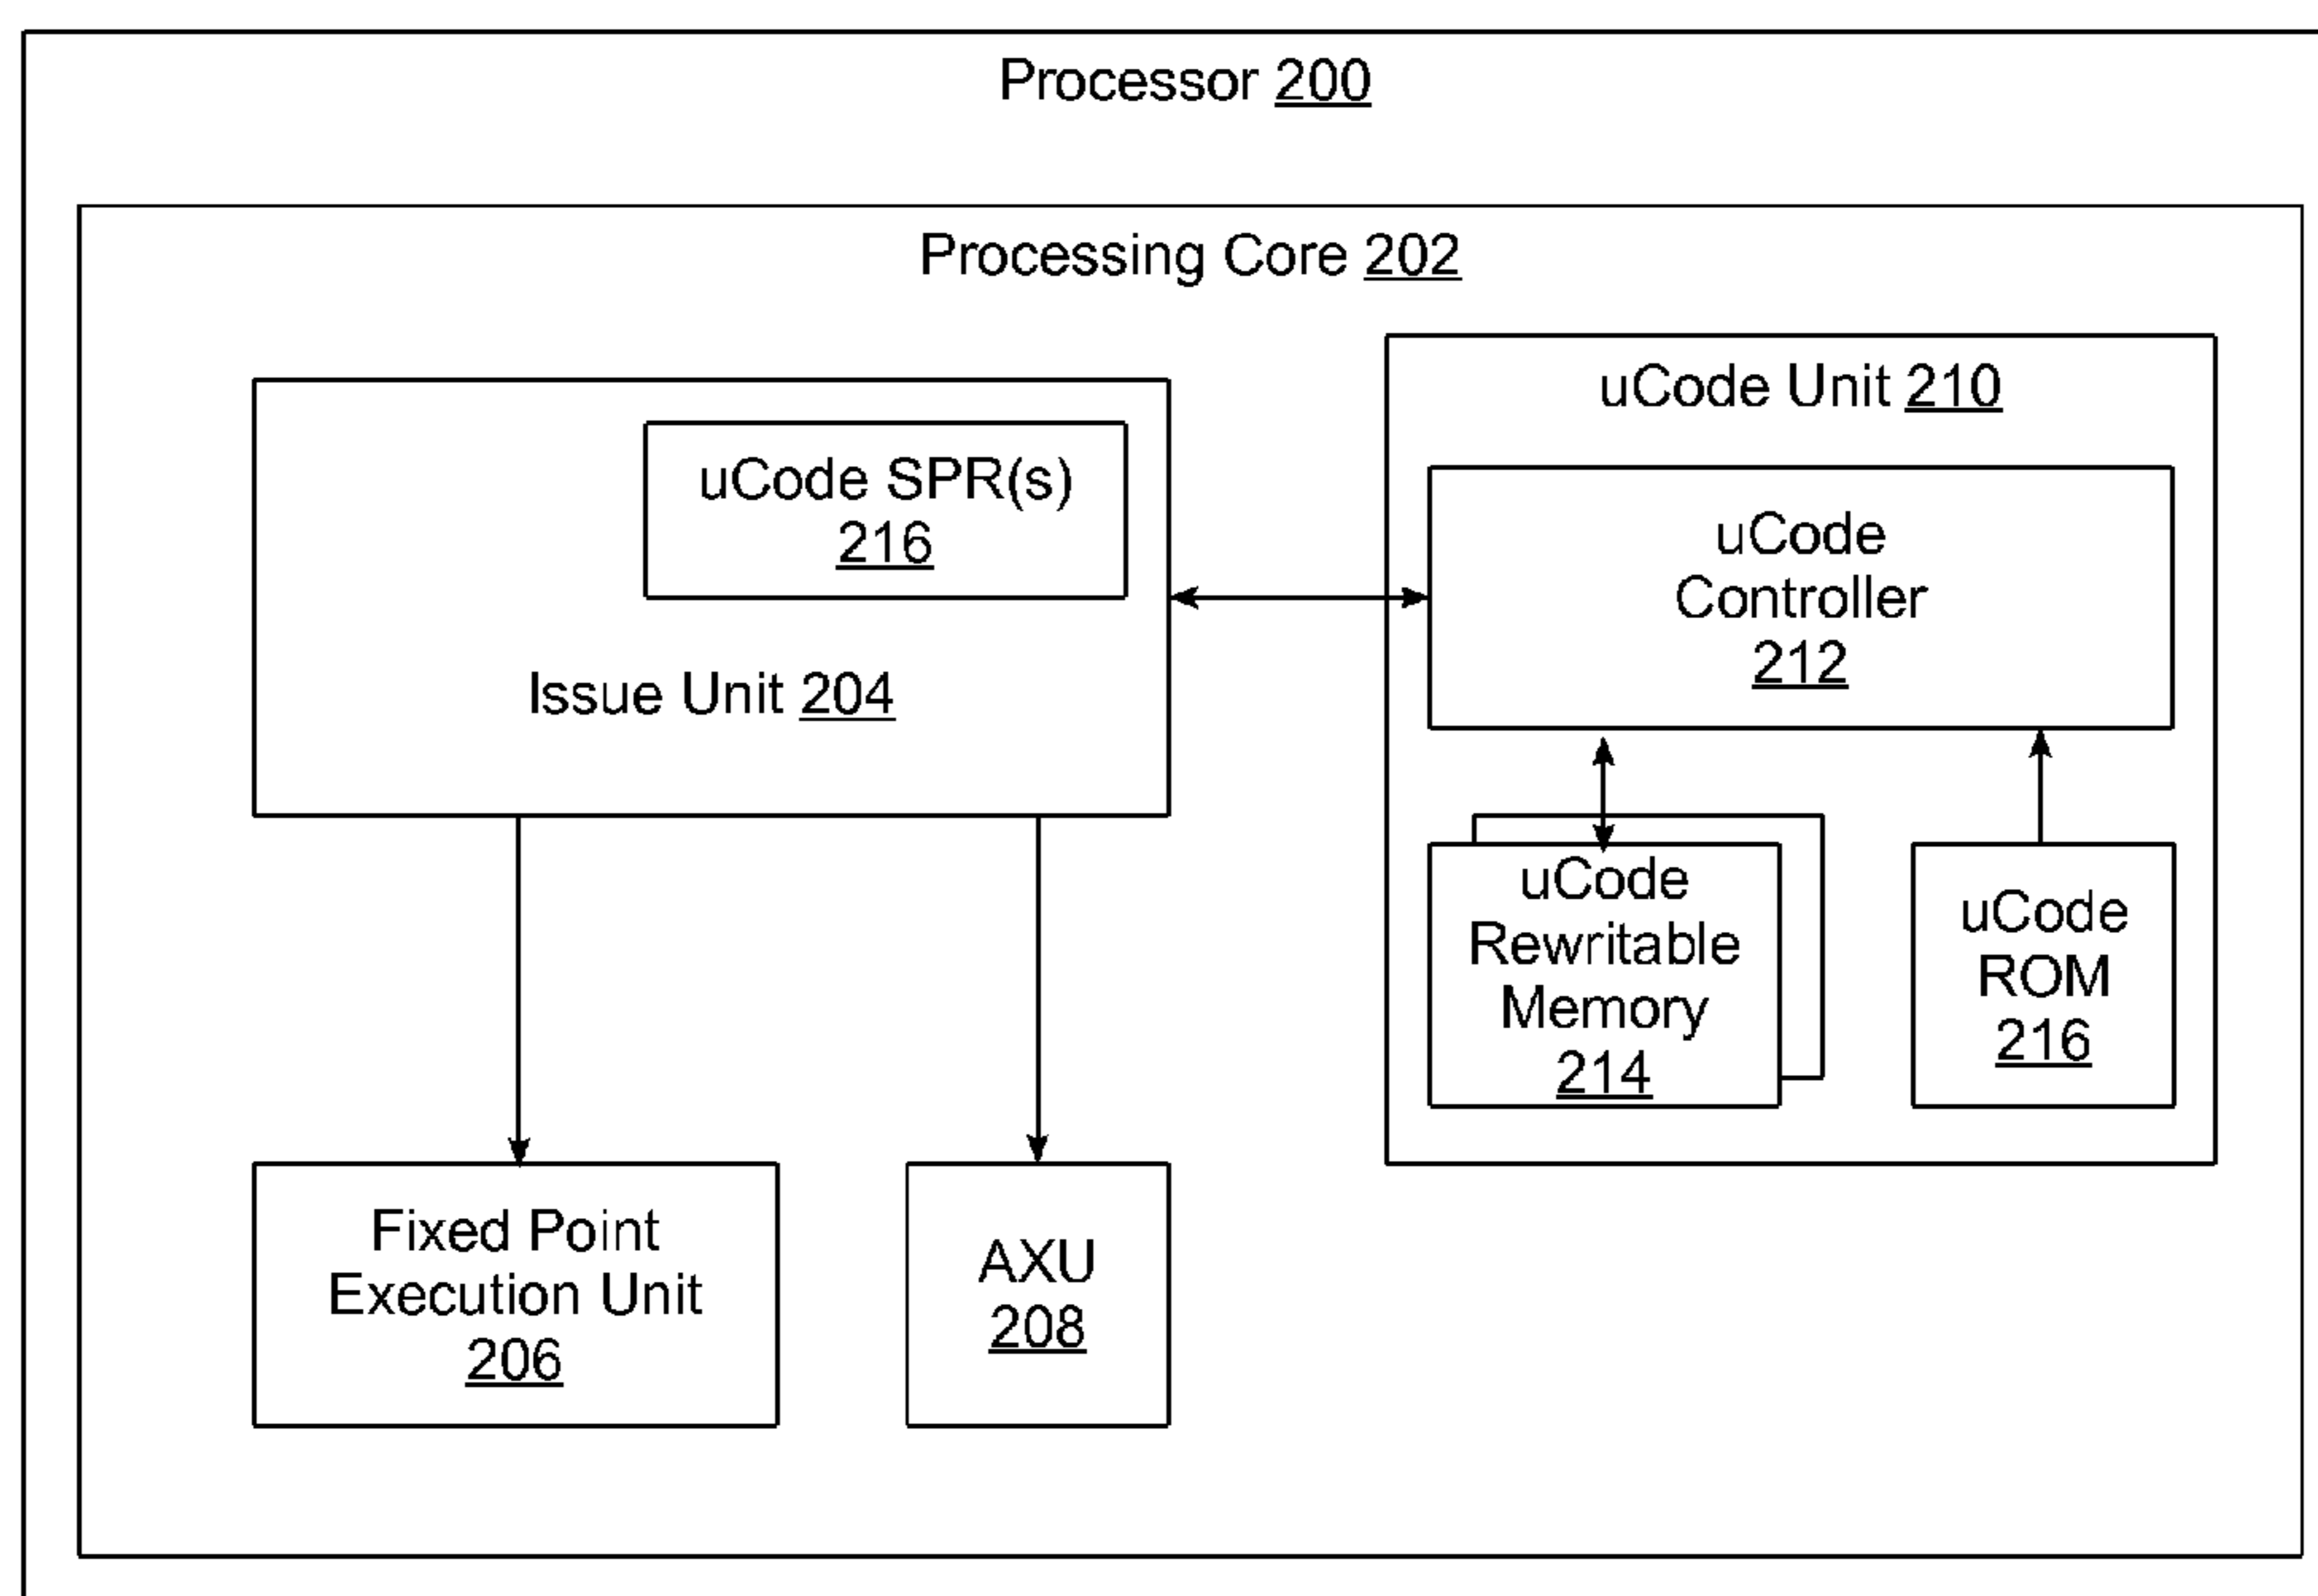 Processor 200
Processing Core 202
uCode SPR(s)
216
Issue Unit 204
uCode Unit 210
uCode
Controller
212
uCode
Rewritable
Memory
214
uCode
ROM
216
Fixed Point
Execution Unit
206
AXU
208